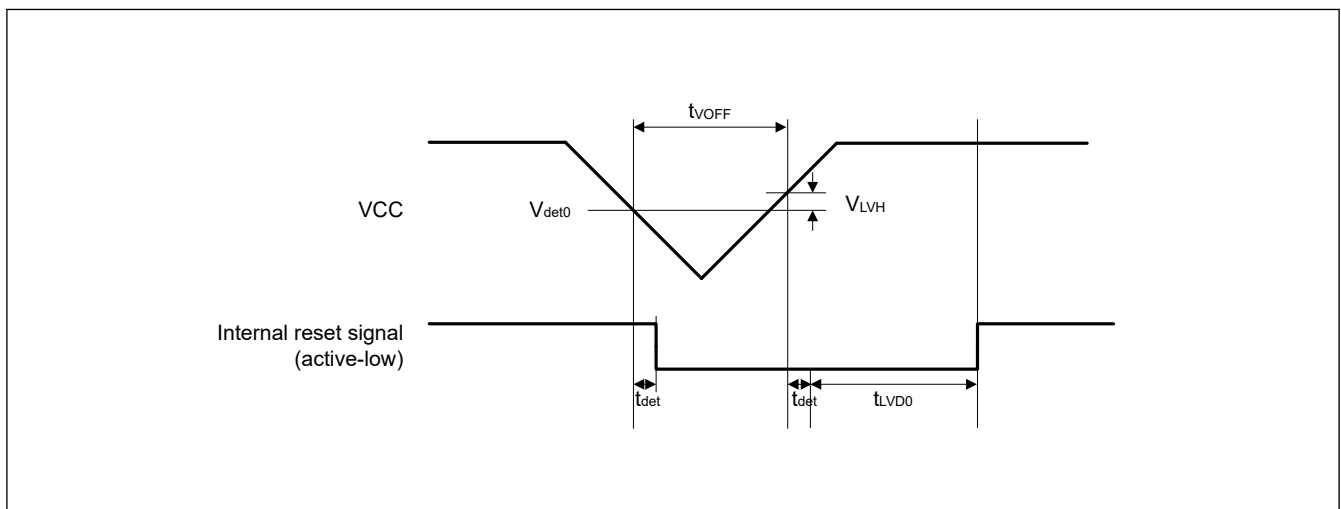 tVOFF
VCC
Vdet0
VLVH
Internal reset signal
(active-low)
tdet
tdet
tLVD0